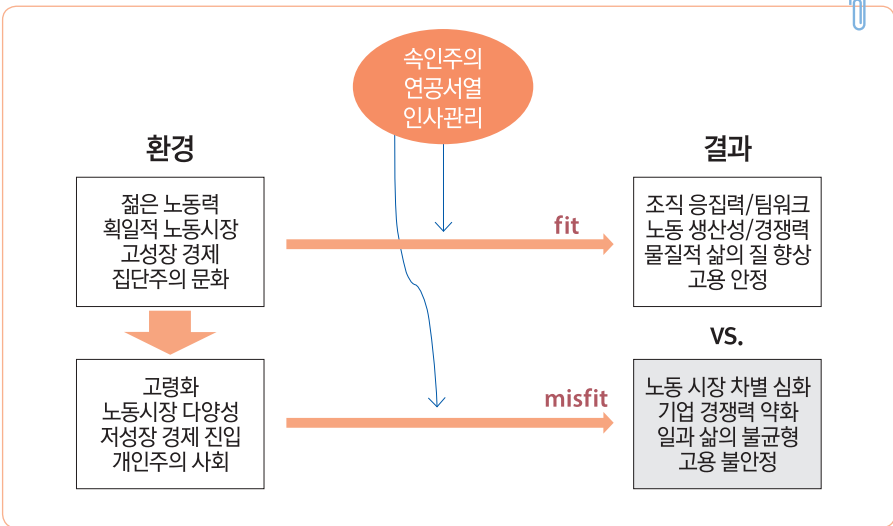 속인주의
연공서열
인사관리
환경
결과
젊은 노동력
획일적 노동시장
고성장 경제
집단주의 문화
fit
조직 응집력/팀워크
노동 생산성/경쟁력
물질적 삶의 질 향상
고용 안정
vs.
고령화
노동시장 다양성
저성장 경제 진입
개인주의 사회
misfit
노동 시장 차별 심화
기업 경쟁력 약화
일과 삶의 불균형
고용 불안정